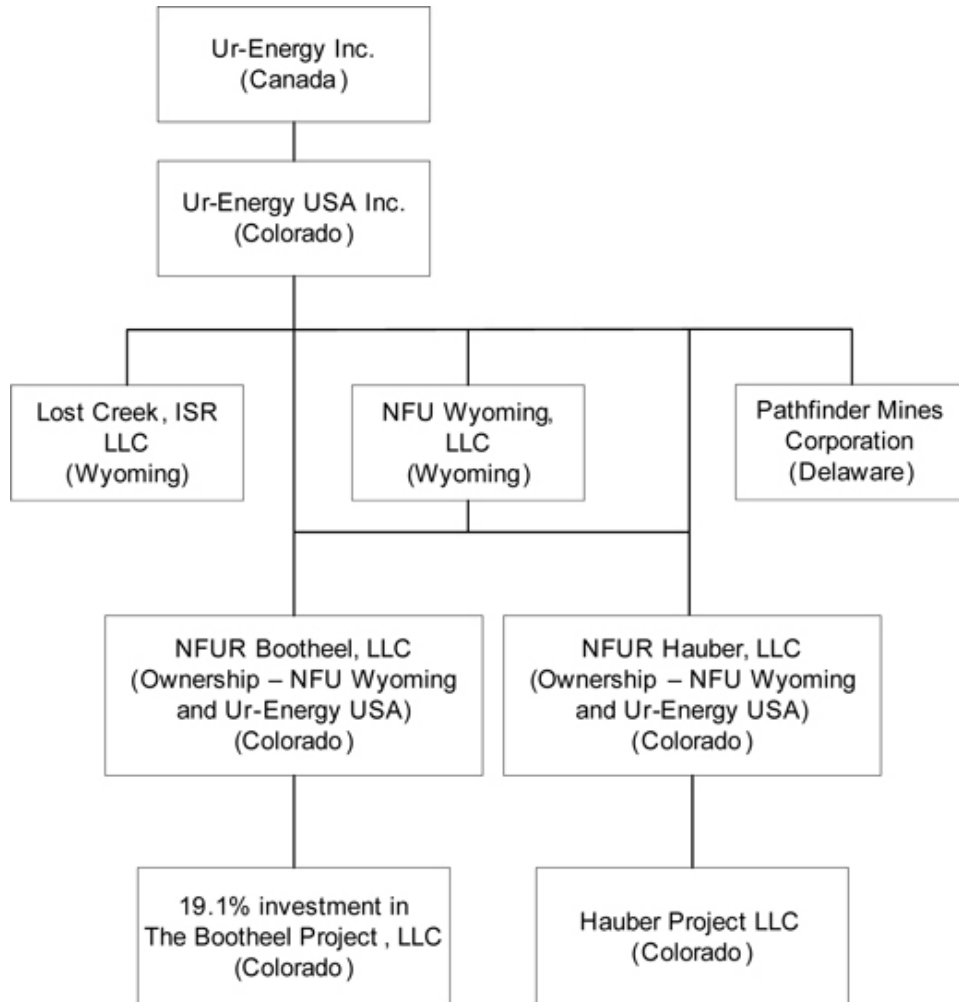 Ur-Energy Inc.
(Canada)
Ur-Energy USA Inc.
(Colorado)
Lost Creek, ISR
LLC
(Wyoming)
NFU Wyoming,
LLC
(Wyoming)
Pathfinder Mines
Corporation
(Delaware)
NFUR Bootheel, LLC
(Ownership – NFU Wyoming
and Ur-Energy USA)
(Colorado)
NFUR Hauber, LLC
(Ownership – NFU Wyoming
and Ur-Energy USA)
(Colorado)
19.1% investment in
The Bootheel Project , LLC
(Colorado)
Hauber Project LLC
(Colorado)